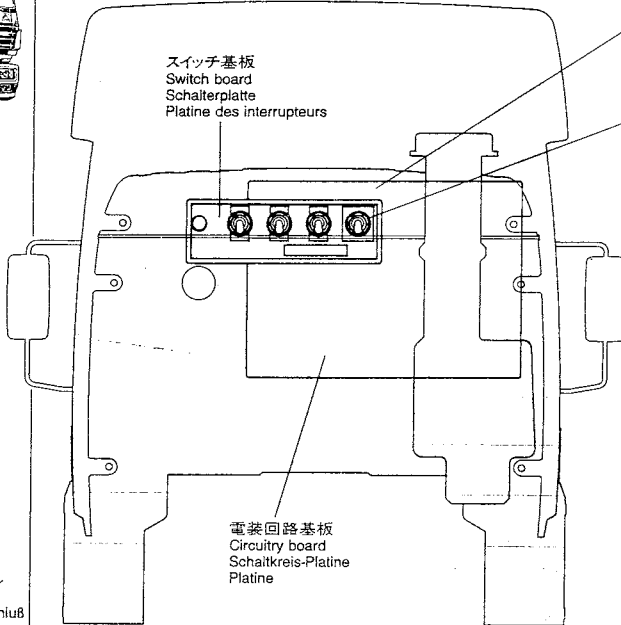 スイッチ基板
Switch board
Schalterplatte
Platine des interrupteurs
電装回路基板
Circuitry board
Schaltkreis-Platine
Platine